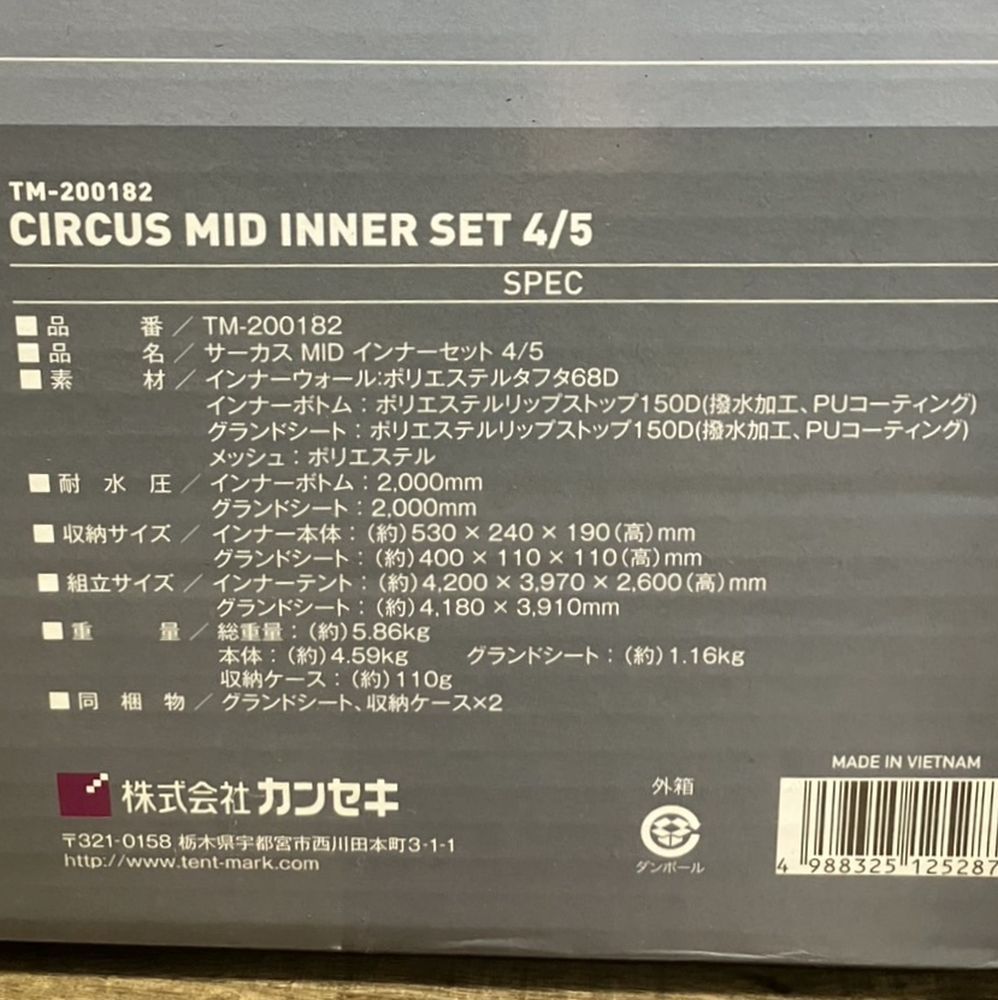 TM-200182
CIRCUS MID INNER SET 4/5
SPEC
■品 番／TM-200182
■品 名／サーカス MID インナーセット 4/5
■素 材／インナーウォール:ポリエステルタフタ68D
インナーボトム：ポリエステルリップストップ150D(撥水加工、PUコーティング)
グランドシート：ポリエステルリップストップ150D(撥水加工、PUコーティング)
メッシュ：ポリエステル
■耐 水 圧／インナーボトム：2,000mm
グランドシート：2,000mm
■収納サイズ／インナー本体：(約)530×240×190(高)mm
グランドシート：(約)400×110×110(高)mm
■組立サイズ／インナーテント：(約)4,200×3,970×2,600(高)mm
グランドシート：(約)4,180×3,910mm
■重 量／総重量：(約)5.86kg
本体：(約)4.59kg グランドシート：(約)1.16kg
収納ケース：(約)110g
■同 梱 物／グランドシート、収納ケース×2
MADE IN VIETNAM
株式会社カンセキ
外箱
〒321-0158 栃木県宇都宮市西川田本町3-1-1
http://www.tent-mark.com
ダンボール
4 988325 125287